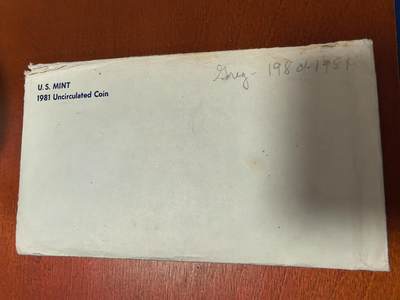 U.S. MINT
1981 Uncirculated Coin
Greg - 1980-1981